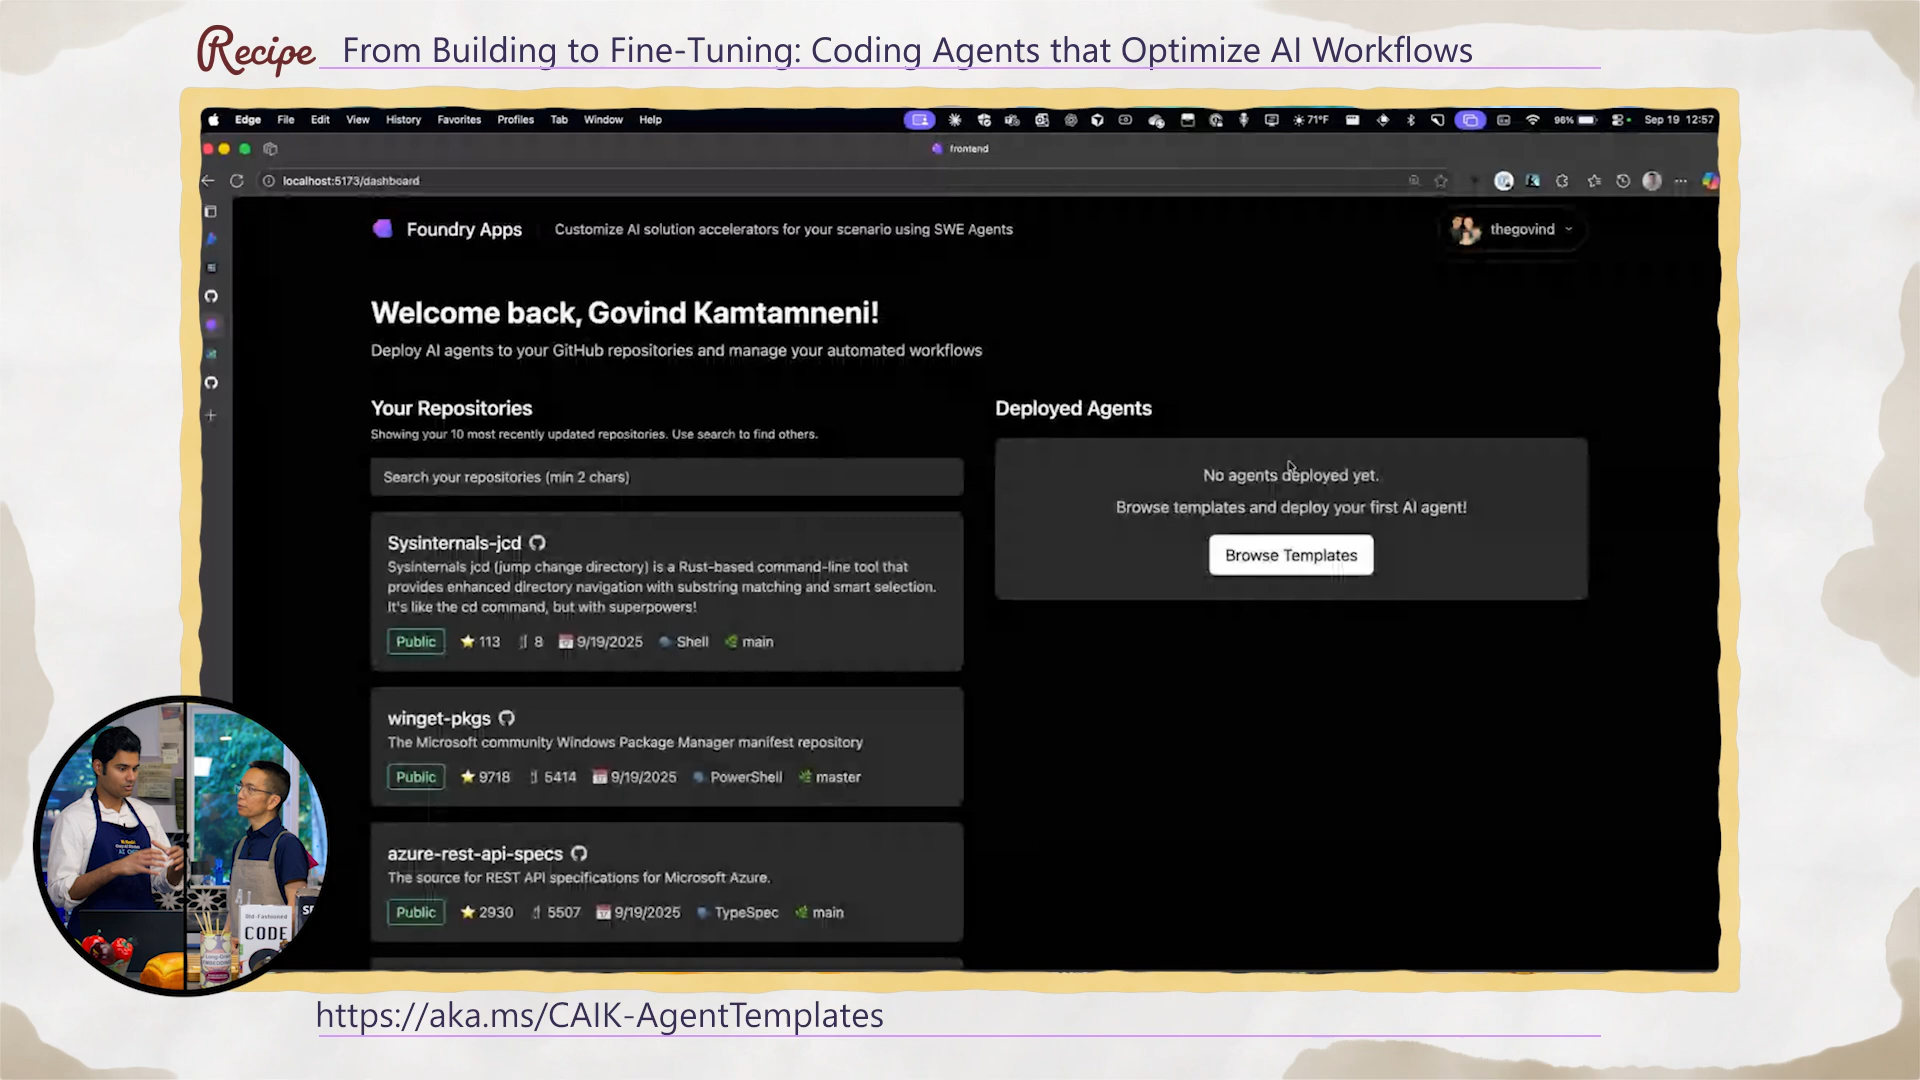 Recipe From Building to Fine-Tuning: Coding Agents that Optimize AI Workflows
Edge File Edit View History Favorites Profiles Tab Window Help
71°F 96% Sep 19 12:57
frontend
localhost:5173/dashboard
Foundry Apps Customize AI solution accelerators for your scenario using SWE Agents
thegovind
Welcome back, Govind Kamtamneni!
Deploy AI agents to your GitHub repositories and manage your automated workflows
Your Repositories
Showing your 10 most recently updated repositories. Use search to find others.
Search your repositories (min 2 chars)
Sysinternals-jcd
Sysinternals jcd (jump change directory) is a Rust-based command-line tool that
provides enhanced directory navigation with substring matching and smart selection.
It's like the cd command, but with superpowers!
Public 113 8 9/19/2025 Shell main
winget-pkgs
The Microsoft community Windows Package Manager manifest repository
Public 9718 5414 9/19/2025 PowerShell master
azure-rest-api-specs
The source for REST API specifications for Microsoft Azure.
Public 2930 5507 9/19/2025 TypeSpec main
Deployed Agents
No agents deployed yet.
Browse templates and deploy your first AI agent!
Browse Templates
Old-Fashioned
CODE
https://aka.ms/CAIK-AgentTemplates